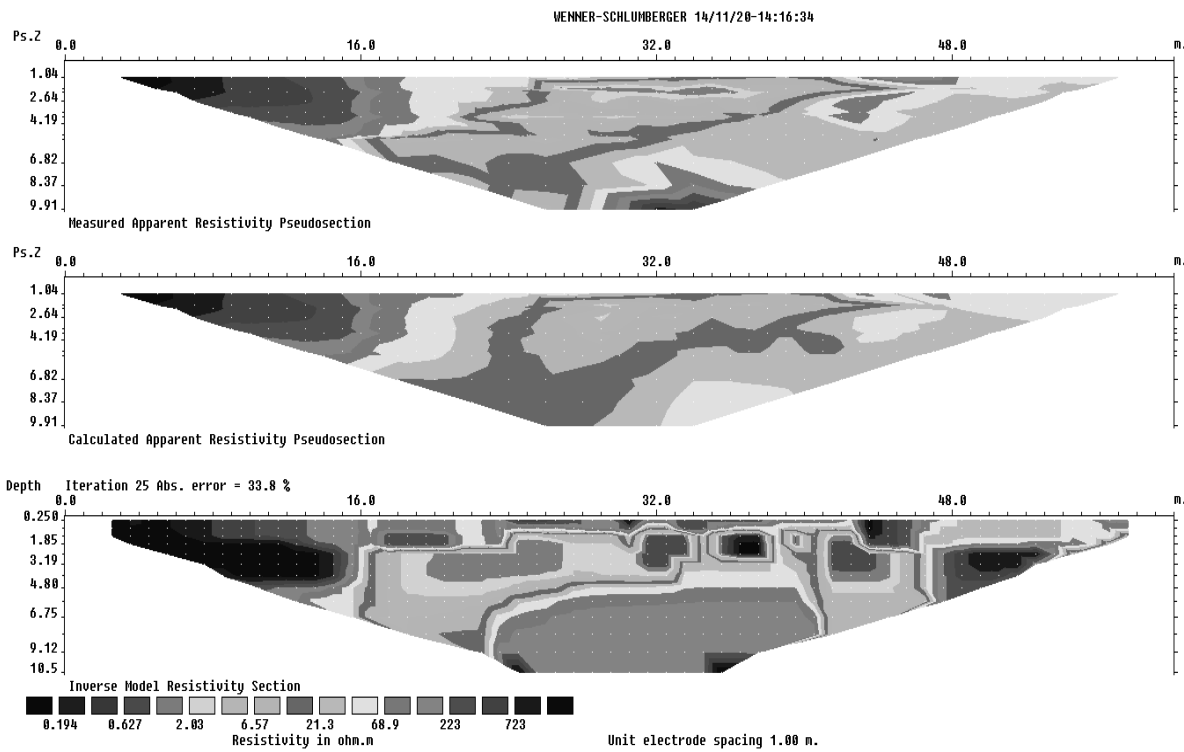 WENNER-SCHLUMBERGER 14/11/20-14:16:34
Ps.Z 0.0 16.0 32.0 48.0 m.
1.04
2.64
4.19
6.82
8.37
9.91
Measured Apparent Resistivity Pseudosection
Ps.Z 0.0 16.0 32.0 48.0 m.
1.04
2.64
4.19
6.82
8.37
9.91
Calculated Apparent Resistivity Pseudosection
Depth Iteration 25 Abs. error = 33.8 %
0.0 16.0 32.0 48.0 m.
0.250
1.85
3.19
4.80
6.75
9.12
10.5
Inverse Model Resistivity Section
0.194 0.627 2.03 6.57 21.3 68.9 223 723
Resistivity in ohm.m Unit electrode spacing 1.00 m.